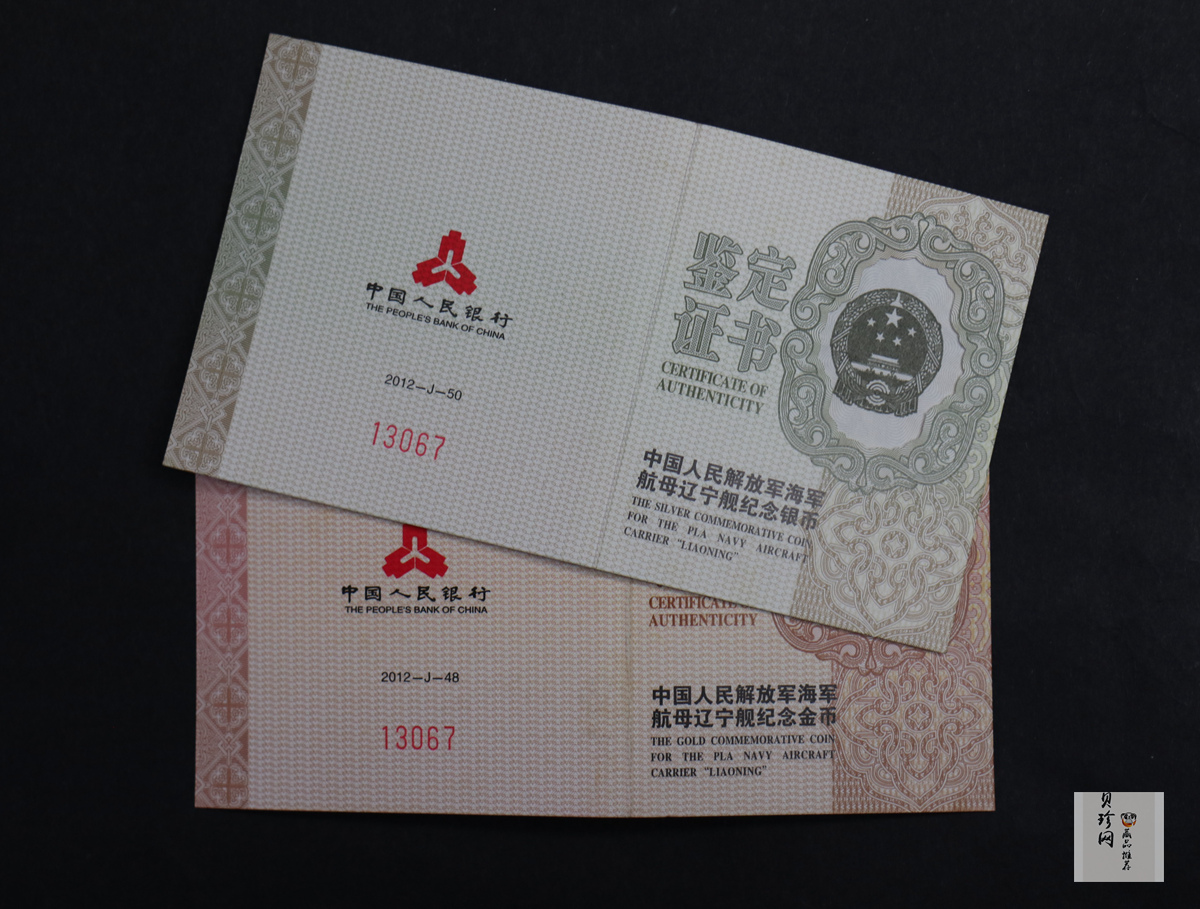 中国人民银行
THE PEOPLE'S BANK OF CHINA
2012—J—50
13067
鉴定
证书
CERTIFICATE OF
AUTHENTICITY
中国人民解放军海军
航母辽宁舰纪念银币
THE SILVER COMMEMORATIVE COIN
FOR THE PLA NAVY AIRCRAFT
CARRIER "LIAONING"
中国人民银行
THE PEOPLE'S BANK OF CHINA
2012—J—48
13067
CERTIFICATE
AUTHENTICITY
中国人民解放军海军
航母辽宁舰纪念金币
THE GOLD COMMEMORATIVE COIN
FOR THE PLA NAVY AIRCRAFT
CARRIER "LIAONING"
贝珍网
藏品推荐